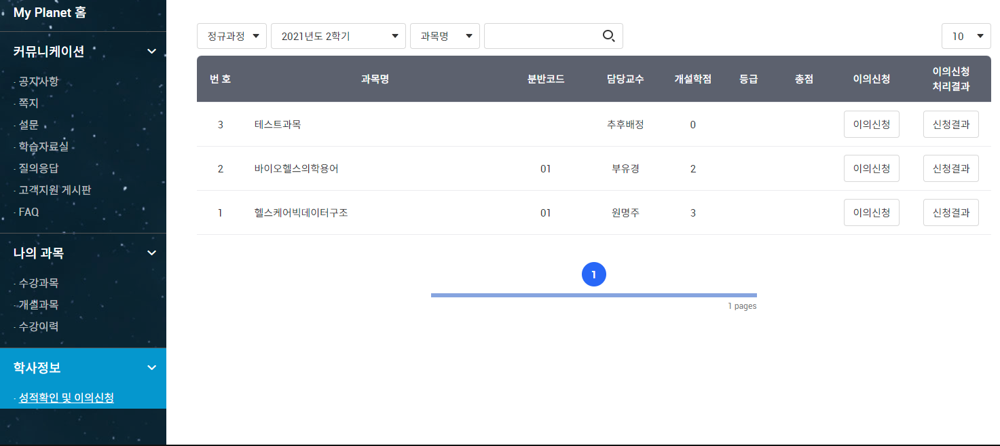 My Planet 홈
커뮤니케이션
· 공지사항
· 쪽지
· 설문
· 학습자료실
· 질의응답
· 고객지원 게시판
· FAQ
나의 과목
· 수강과목
· 개설과목
· 수강이력
학사정보
· 성적확인 및 이의신청
정규과정 2021년도 2학기 과목명 10
번 호 과목명 분반코드 담당교수 개설학점 등급 총점 이의신청 이의신청
처리결과
3 테스트과목 추후배정 0 이의신청 신청결과
2 바이오헬스의학용어 01 부유경 2 이의신청 신청결과
1 헬스케어빅데이터구조 01 원명주 3 이의신청 신청결과
1
1 pages